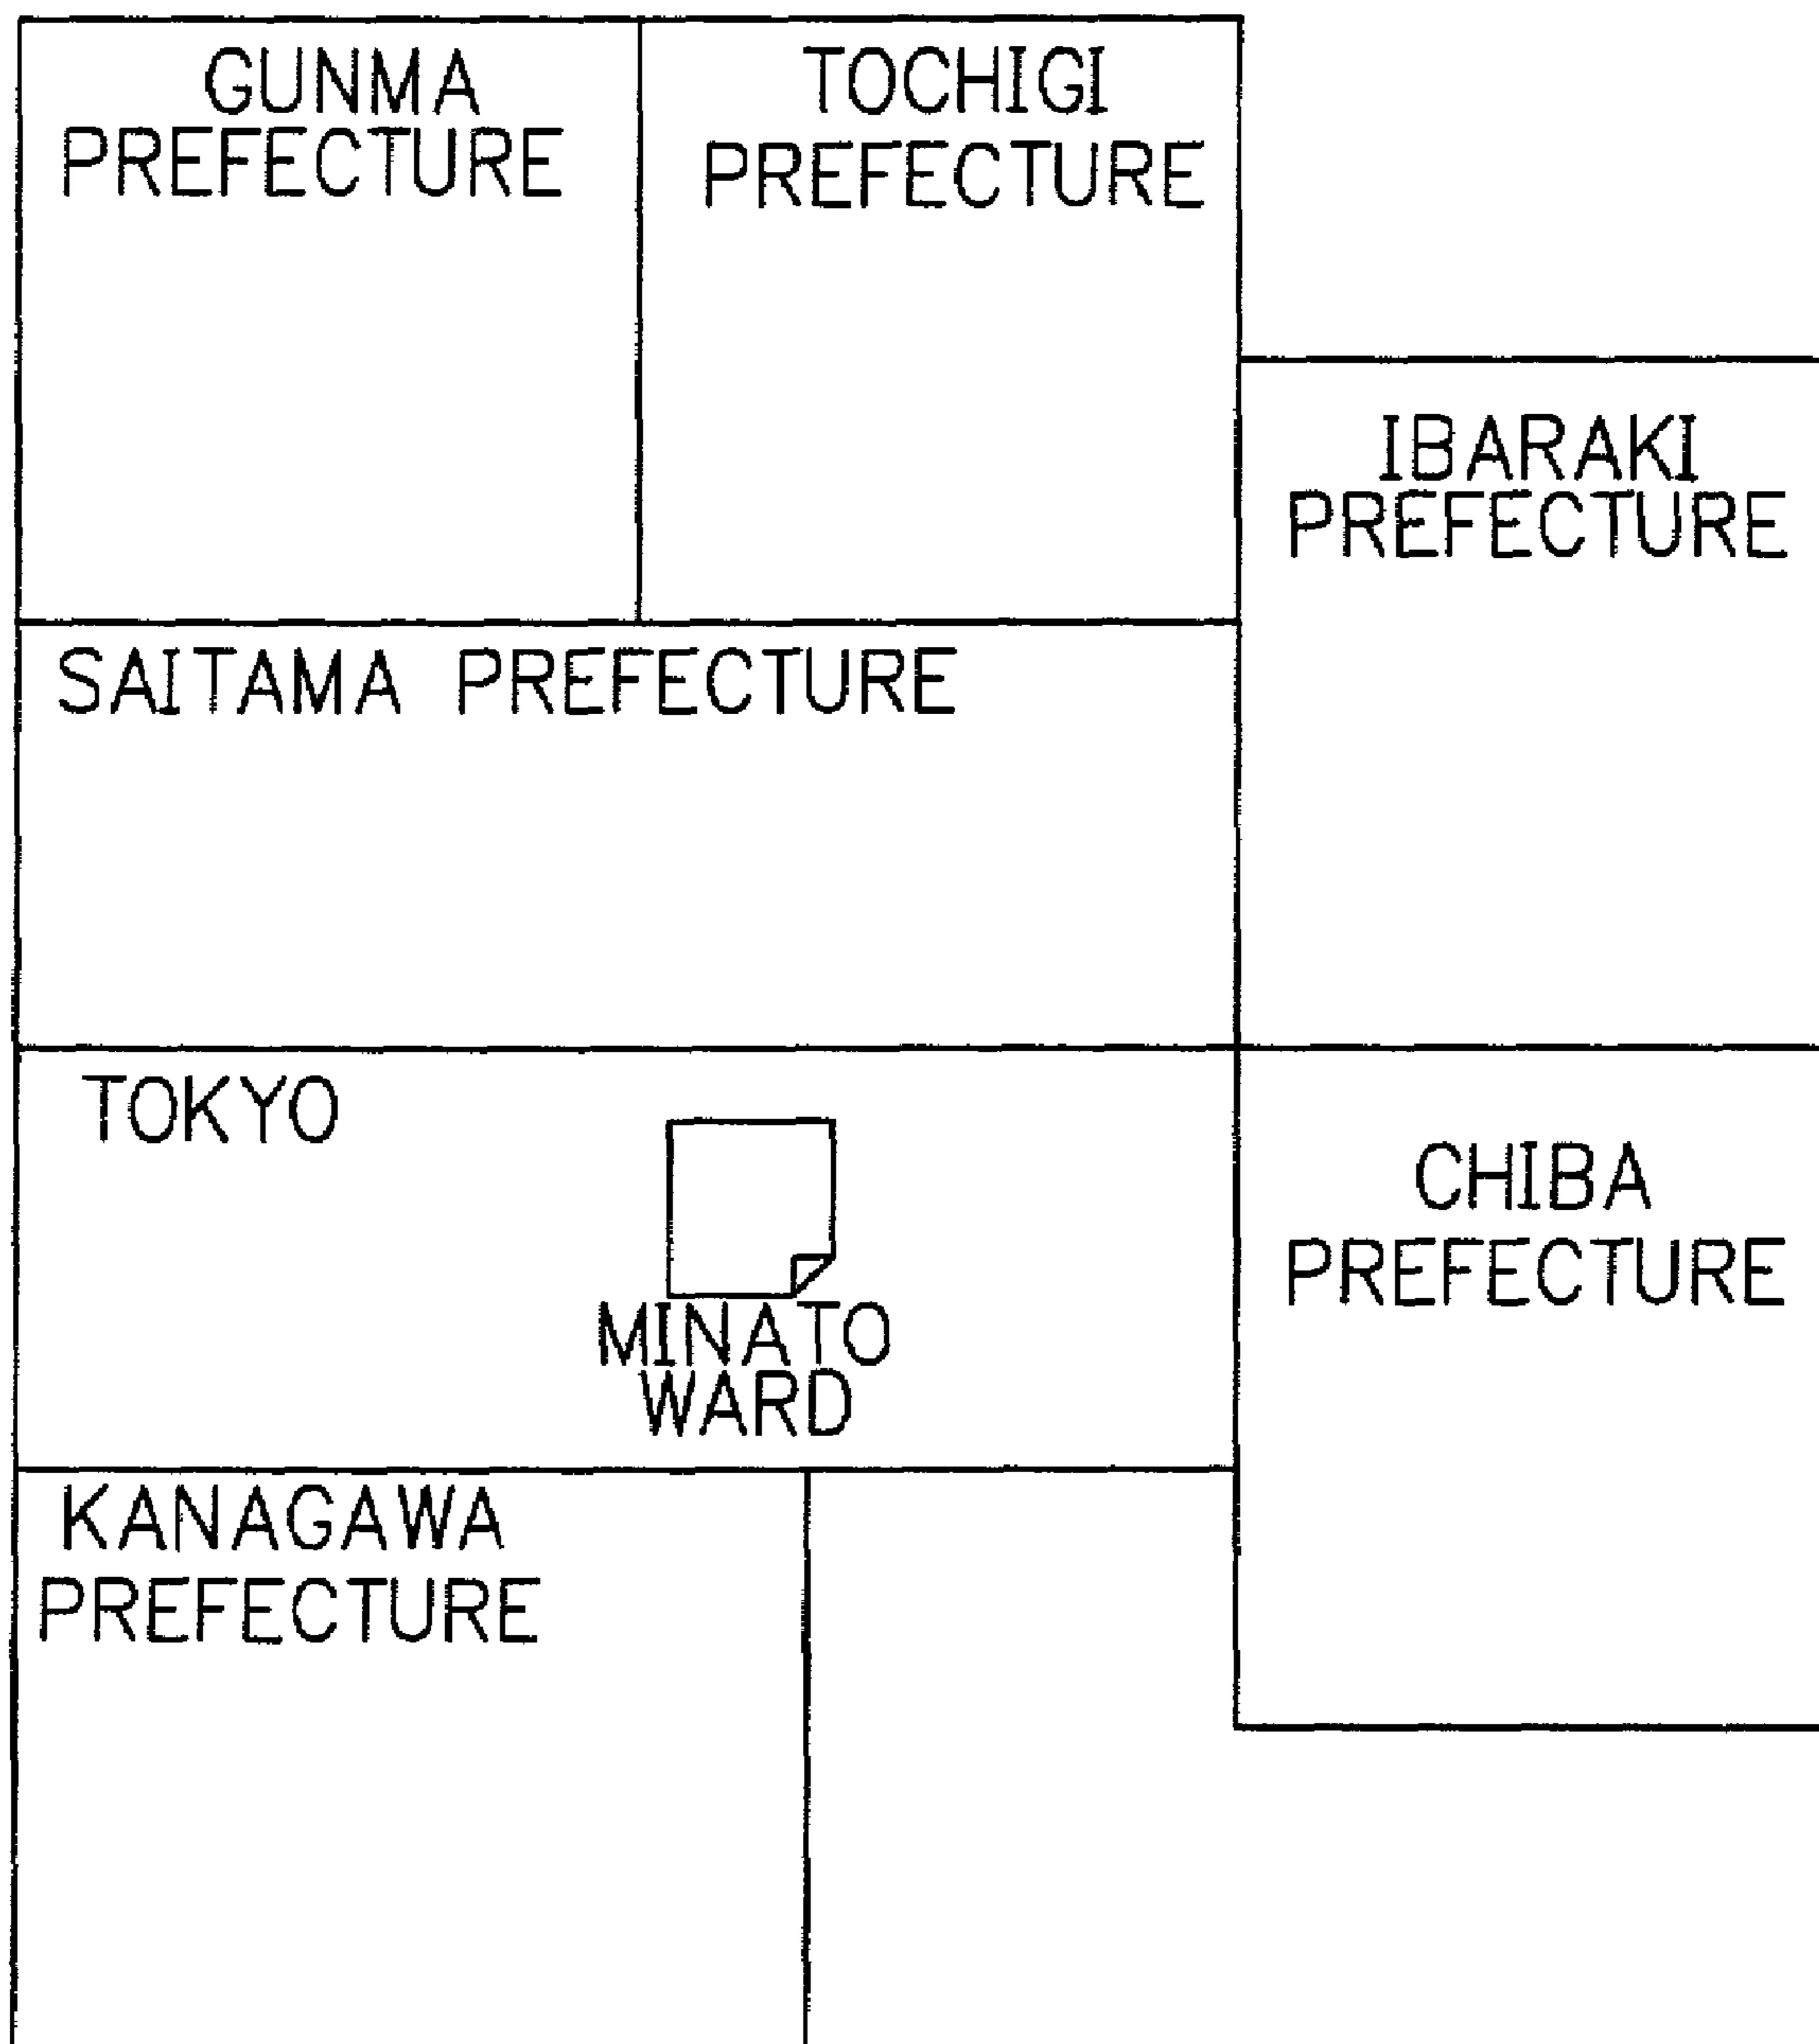 GUNMA
PREFECTURE
TOCHIGI
PREFECTURE
IBARAKI
PREFECTURE
SAITAMA PREFECTURE
TOKYO
MINATO
WARD
CHIBA
PREFECTURE
KANAGAWA
PREFECTURE